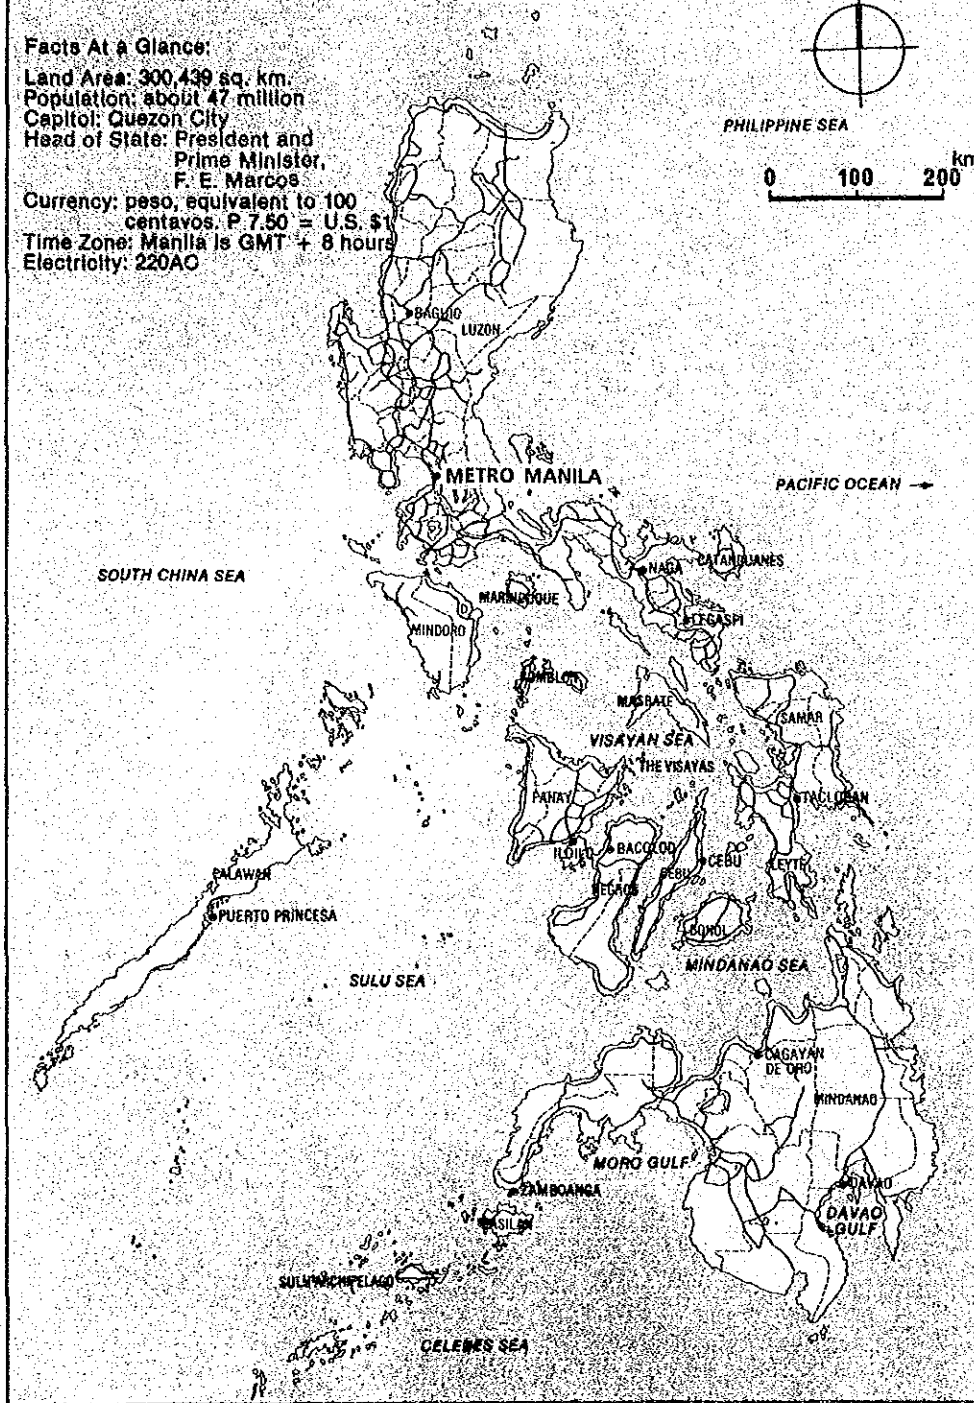 Facts At a Glance:
Land Area: 300,439 sq. km.
Population: about 47 million
Capitol: Quezon City
Head of State: President and
Prime Minister,
F. E. Marcos
Currency: peso, equivalent to 100
centavos. P 7.50 = U.S. $1
Time Zone: Manila is GMT + 8 hours
Electricity: 220AC
PHILIPPINE SEA
km
0 100 200
BAGUIO
LUZON
METRO MANILA
PACIFIC OCEAN
SOUTH CHINA SEA
NAGA
CATANDUANES
MARINDUQUE
LEGASPI
MINDORO
ROMBLON
MASBATE
SAMAR
VISAYAN SEA
THE VISAYAS
PANAY
TACLOBAN
ILOILO
BACOLOD
CEBU
CEBU
LEYTE
NEGROS
PALAWAN
PUERTO PRINCESA
BOHOL
MINDANAO SEA
SULU SEA
CAGAYAN
DE ORO
MINDANAO
MORO GULF
ZAMBOANGA
DAVAO
DAVAO
GULF
BASILAN
SULU ARCHIPELAGO
CELEBES SEA